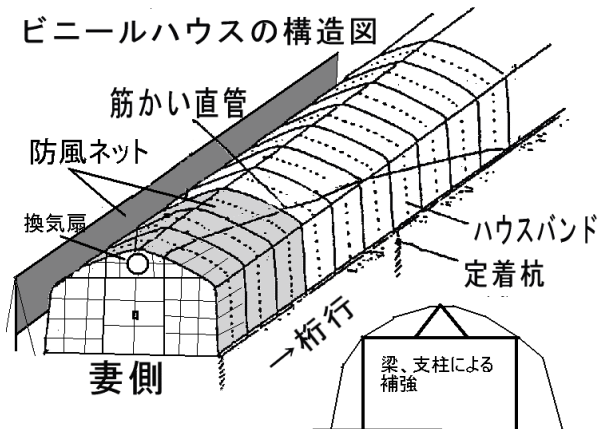 ビニールハウスの構造図
筋かい直管
防風ネット
換気扇
ハウスバンド
定着杭
→桁行
妻側
梁、支柱による
補強